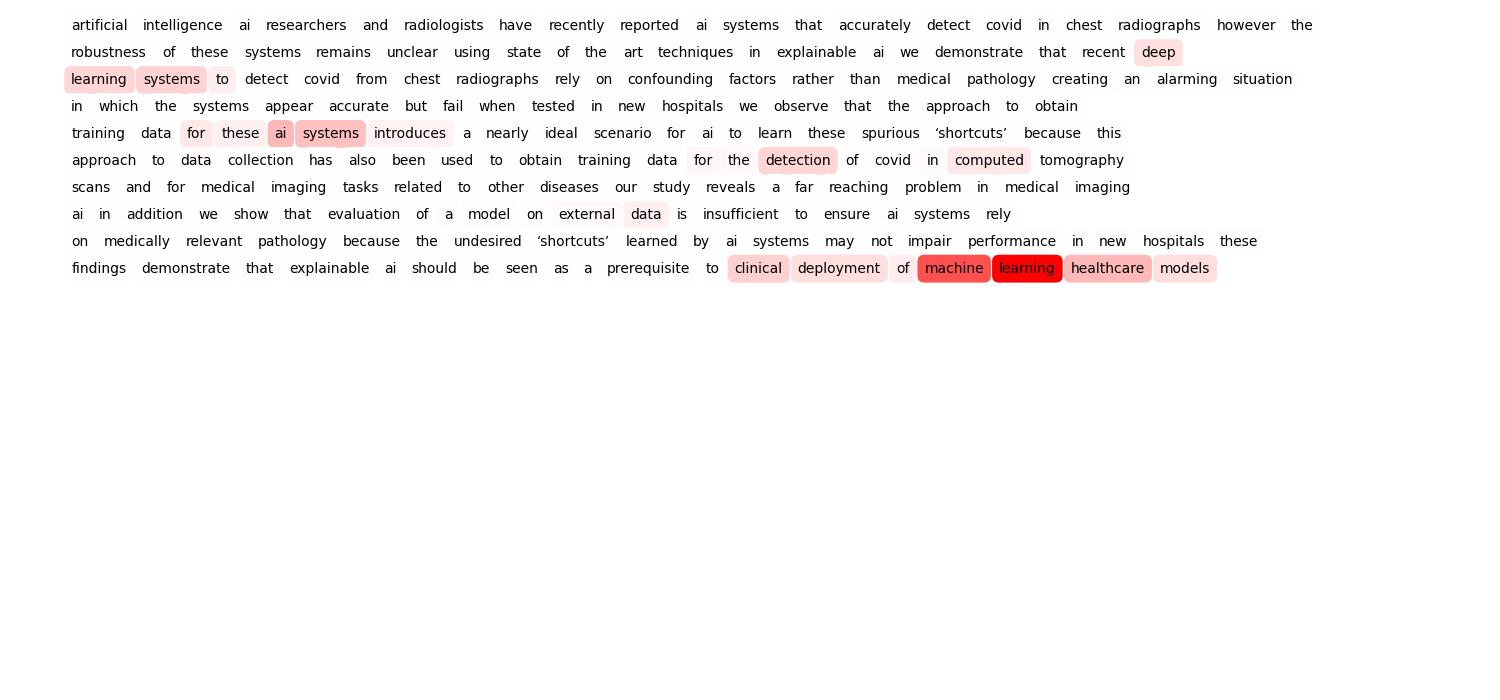 artificial intelligence ai researchers and radiologists have recently reported ai systems that accurately detect covid in chest radiographs however the
robustness of these systems remains unclear using state of the art techniques in explainable ai we demonstrate that recent deep
learning systems to detect covid from chest radiographs rely on confounding factors rather than medical pathology creating an alarming situation
in which the systems appear accurate but fail when tested in new hospitals we observe that the approach to obtain
training data for these ai systems introduces a nearly ideal scenario for ai to learn these spurious ‘shortcuts’ because this
approach to data collection has also been used to obtain training data for the detection of covid in computed tomography
scans and for medical imaging tasks related to other diseases our study reveals a far reaching problem in medical imaging
ai in addition we show that evaluation of a model on external data is insufficient to ensure ai systems rely
on medically relevant pathology because the undesired ‘shortcuts’ learned by ai systems may not impair performance in new hospitals these
findings demonstrate that explainable ai should be seen as a prerequisite to clinical deployment of machine learning healthcare models